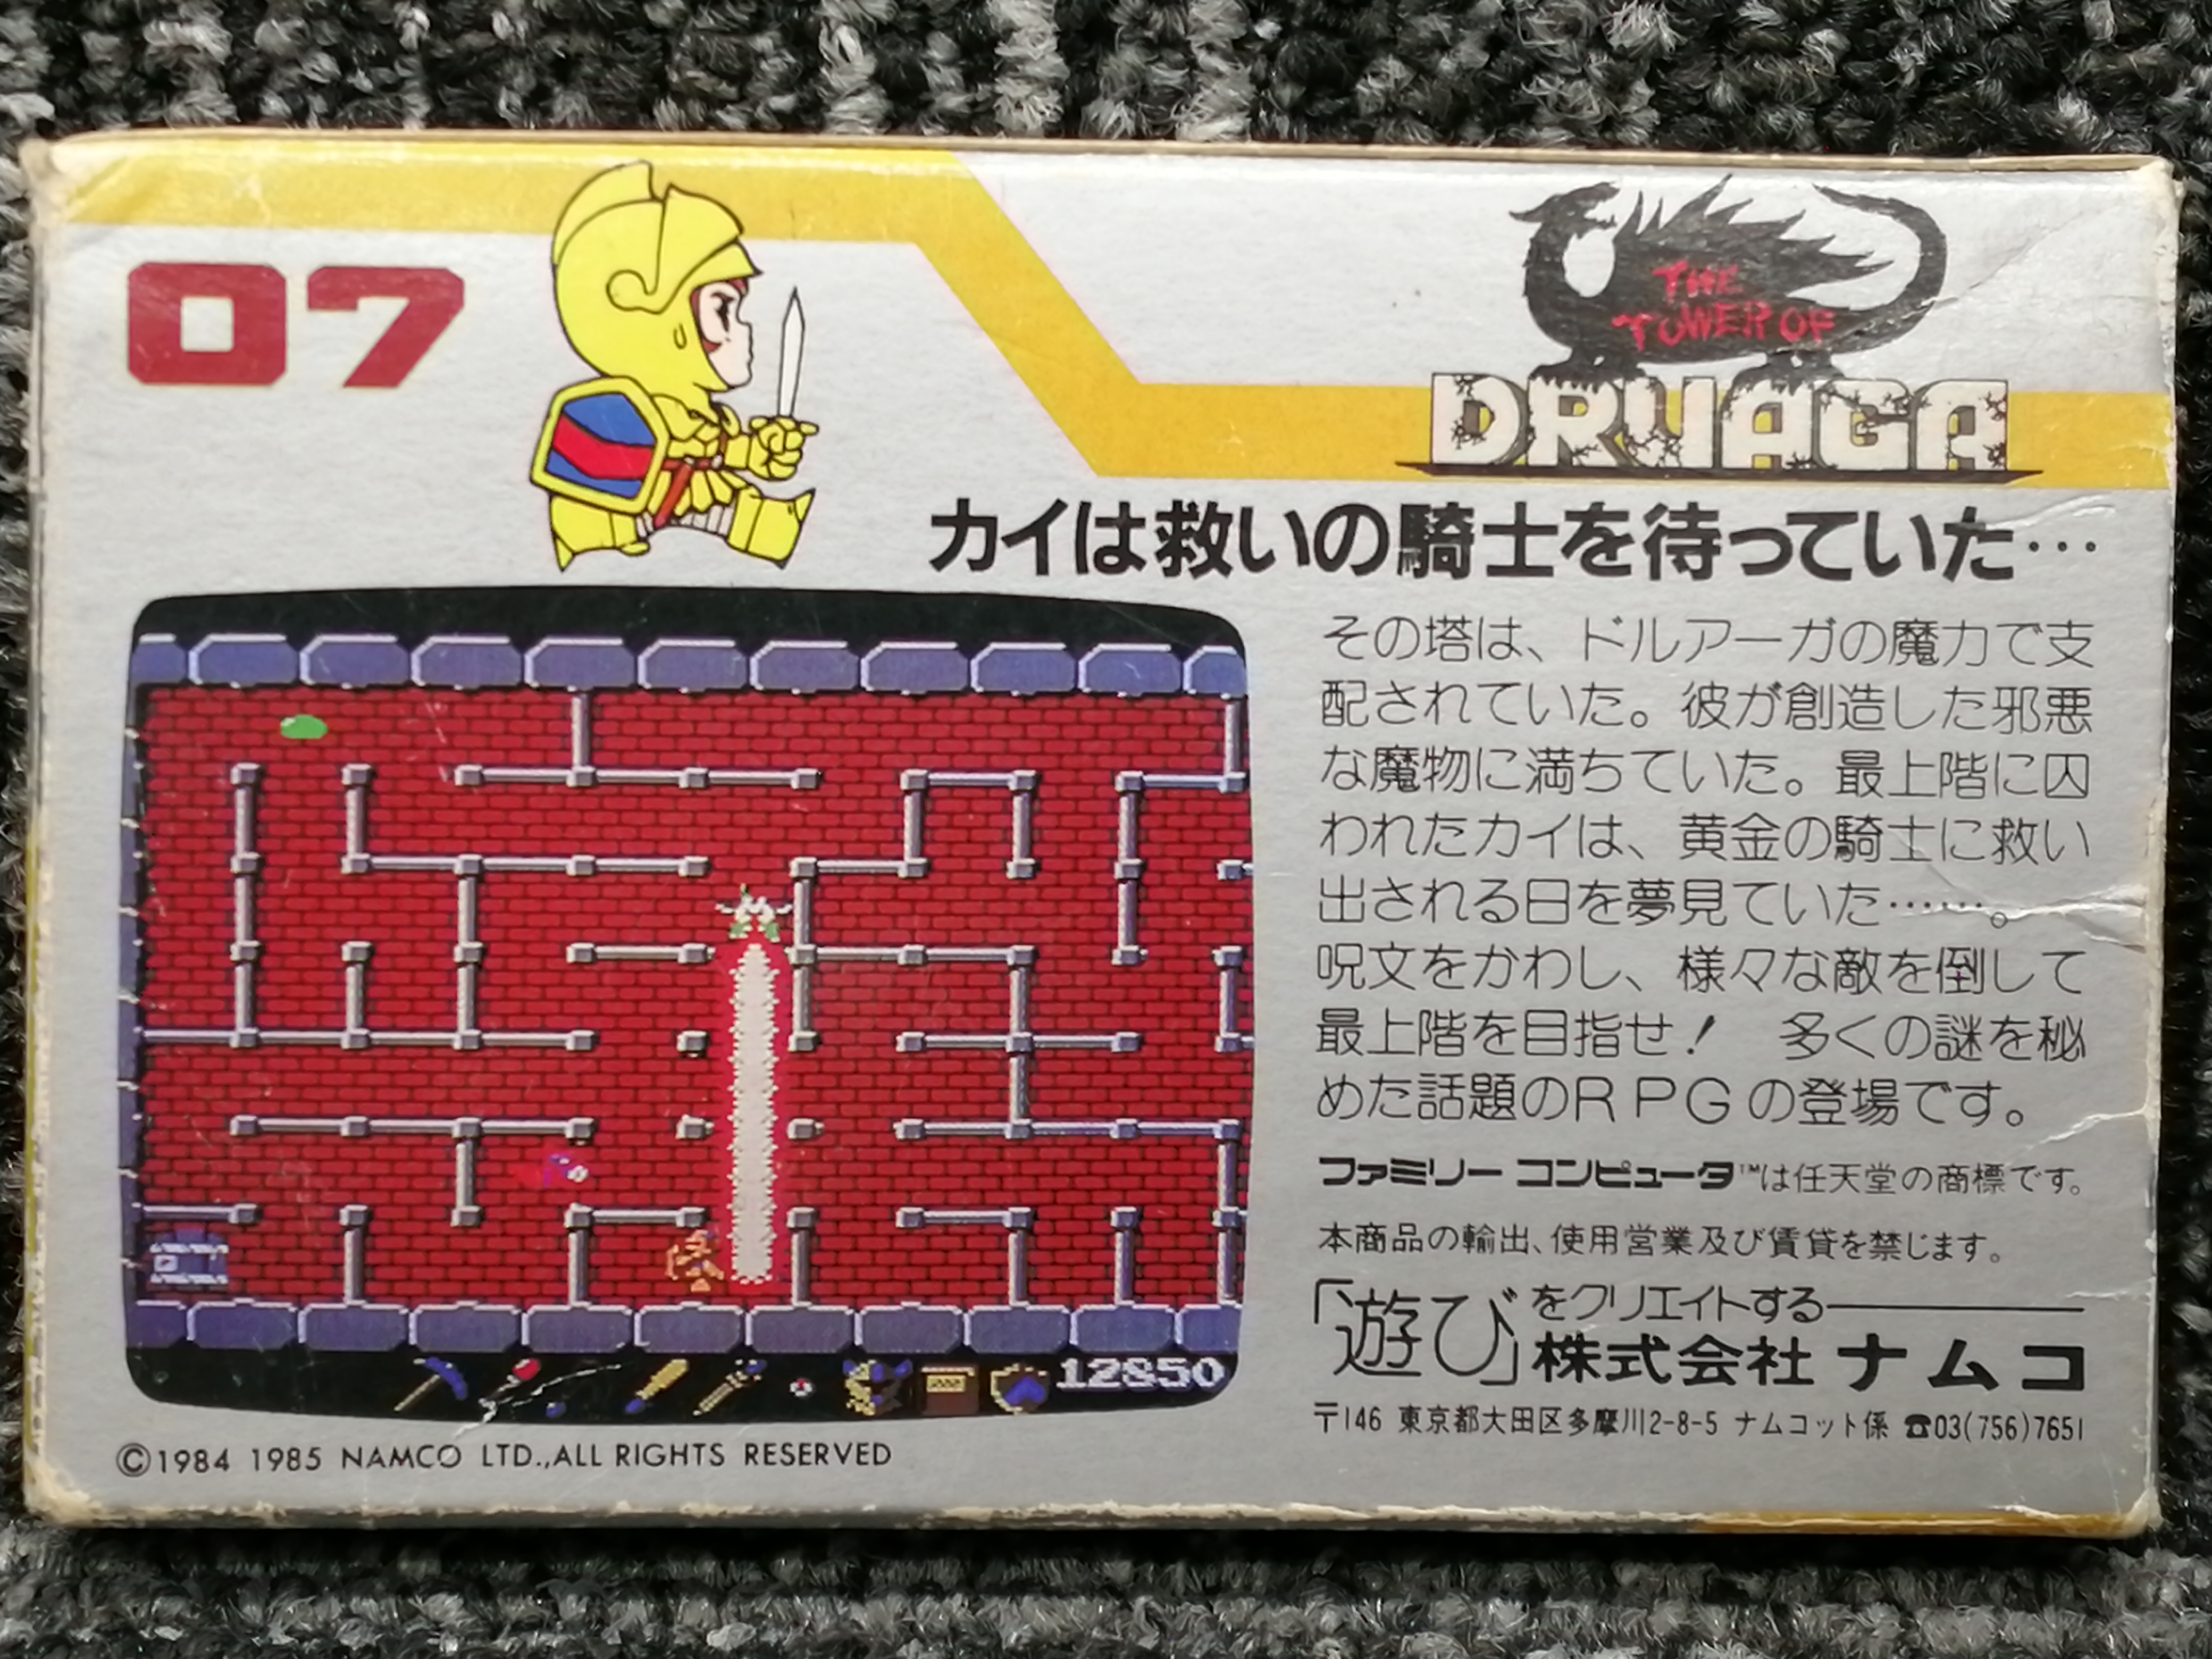 07
THE
TOWER OF
DRUAGA
カイは救いの騎士を待っていた…
その塔は、ドルアーガの魔力で支
配されていた。彼が創造した邪悪
な魔物に満ちていた。最上階に囚
われたカイは、黄金の騎士に救い
出される日を夢見ていた……。
呪文をかわし、様々な敵を倒して
最上階を目指せ! 多くの謎を秘
めた話題のRPGの登場です。
ファミリー コンピュータ™は任天堂の商標です。
本商品の輸出、使用営業及び賃貸を禁じます。
「遊び」をクリエイトする
株式会社 ナムコ
〒146 東京都大田区多摩川2-8-5 ナムコット係 ☎03(756)7651
12850
©1984 1985 NAMCO LTD.,ALL RIGHTS RESERVED